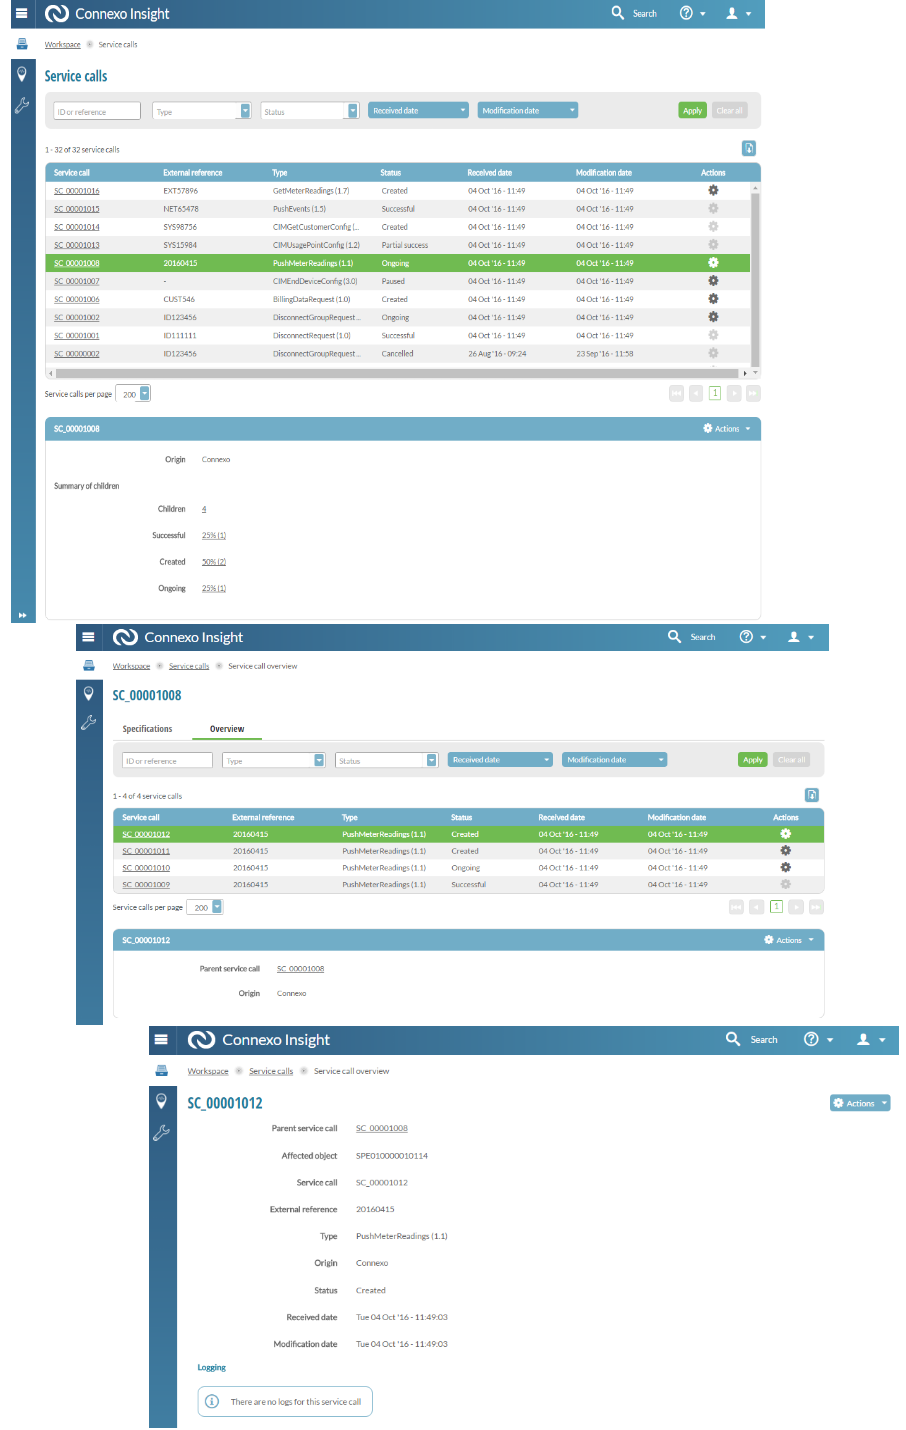 Connexo Insight Search
Workspace Service calls
Service calls
ID or reference Type Status Received date Modification date Apply Clear all
1 - 32 of 32 service calls
Service call External reference Type Status Received date Modification date Actions
SC_00001016 EXT57896 GetMeterReadings (1.7) Created 04 Oct '16 - 11:49 04 Oct '16 - 11:49
SC_00001015 NET65478 PushEvents (1.5) Successful 04 Oct '16 - 11:49 04 Oct '16 - 11:49
SC_00001014 SYS98756 CIMGetCustomerConfig (... Created 04 Oct '16 - 11:49 04 Oct '16 - 11:49
SC_00001013 SYS15984 CIMUsagePointConfig (1.2) Partial success 04 Oct '16 - 11:49 04 Oct '16 - 11:49
SC_00001008 20160415 PushMeterReadings (1.1) Ongoing 04 Oct '16 - 11:49 04 Oct '16 - 11:49
SC_00001007 - CIMEndDeviceConfig (3.0) Paused 04 Oct '16 - 11:49 04 Oct '16 - 11:49
SC_00001006 CUST546 BillingDataRequest (1.0) Created 04 Oct '16 - 11:49 04 Oct '16 - 11:49
SC_00001002 ID123456 DisconnectGroupRequest ... Ongoing 04 Oct '16 - 11:49 04 Oct '16 - 11:49
SC_00001001 ID111111 DisconnectRequest (1.0) Successful 04 Oct '16 - 11:49 04 Oct '16 - 11:49
SC_00000002 ID123456 DisconnectGroupRequest ... Cancelled 26 Aug '16 - 09:24 23 Sep '16 - 11:58
Service calls per page 200 1
SC_00001008 Actions
Origin Connexo
Summary of children
Children 4
Successful 25% (1)
Created 50% (2)
Ongoing 25% (1)
Connexo Insight Search
Workspace Service calls Service call overview
SC_00001008
Specifications Overview
ID or reference Type Status Received date Modification date Apply Clear all
1 - 4 of 4 service calls
Service call External reference Type Status Received date Modification date Actions
SC_00001012 20160415 PushMeterReadings (1.1) Created 04 Oct '16 - 11:49 04 Oct '16 - 11:49
SC_00001011 20160415 PushMeterReadings (1.1) Created 04 Oct '16 - 11:49 04 Oct '16 - 11:49
SC_00001010 20160415 PushMeterReadings (1.1) Ongoing 04 Oct '16 - 11:49 04 Oct '16 - 11:49
SC_00001009 20160415 PushMeterReadings (1.1) Successful 04 Oct '16 - 11:49 04 Oct '16 - 11:49
Service calls per page 200 1
SC_00001012 Actions
Parent service call SC_00001008
Origin Connexo
Connexo Insight Search
Workspace Service calls Service call overview
SC_00001012 Actions
Parent service call SC_00001008
Affected object SPE010000010114
Service call SC_00001012
External reference 20160415
Type PushMeterReadings (1.1)
Origin Connexo
Status Created
Received date Tue 04 Oct '16 - 11:49:03
Modification date Tue 04 Oct '16 - 11:49:03
Logging
There are no logs for this service call